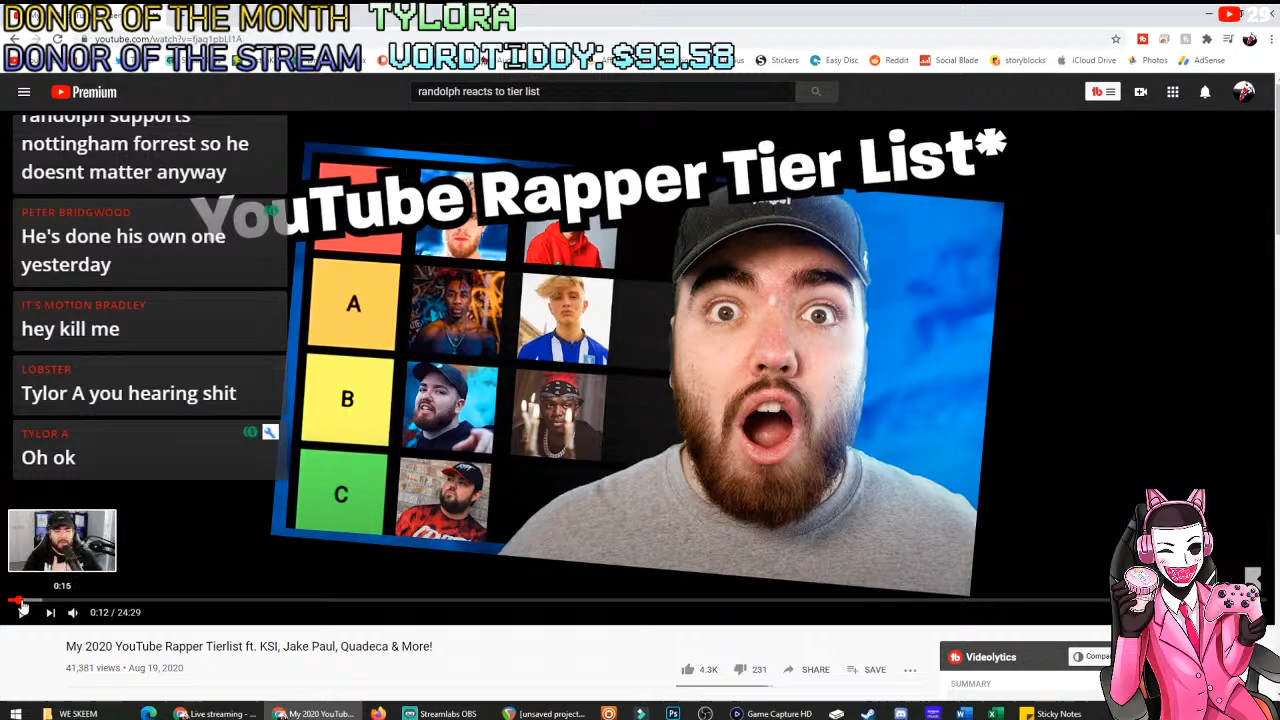 DONOR OF THE MONTH TYLORA
DONOR OF THE STREAM VORDTIDDY: $99.58
Stickers
Easy Disc
Reddit
Social Blade
storyblocks
iCloud Drive
Photos
AdSense
Premium
randolph reacts to tier list
randolph supports
nottingham forrest so he
doesnt matter anyway
PETER BRIDGWOOD
He's done his own one
yesterday
IT'S MOTION BRADLEY
hey kill me
LOBSTER
Tylor A you hearing shit
TYLOR A
Oh ok
YouTube Rapper Tier List*
A
B
C
0:15
0:12 / 24:29
My 2020 YouTube Rapper Tierlist ft. KSI, Jake Paul, Quadeca & More!
41,381 views • Aug 19, 2020
4.3K
231
SHARE
SAVE
Videolytics
SUMMARY
WE SKEEM
Live streaming - ...
My 2020 YouTub...
Streamlabs OBS
[unsaved project...
Game Capture HD
Sticky Notes